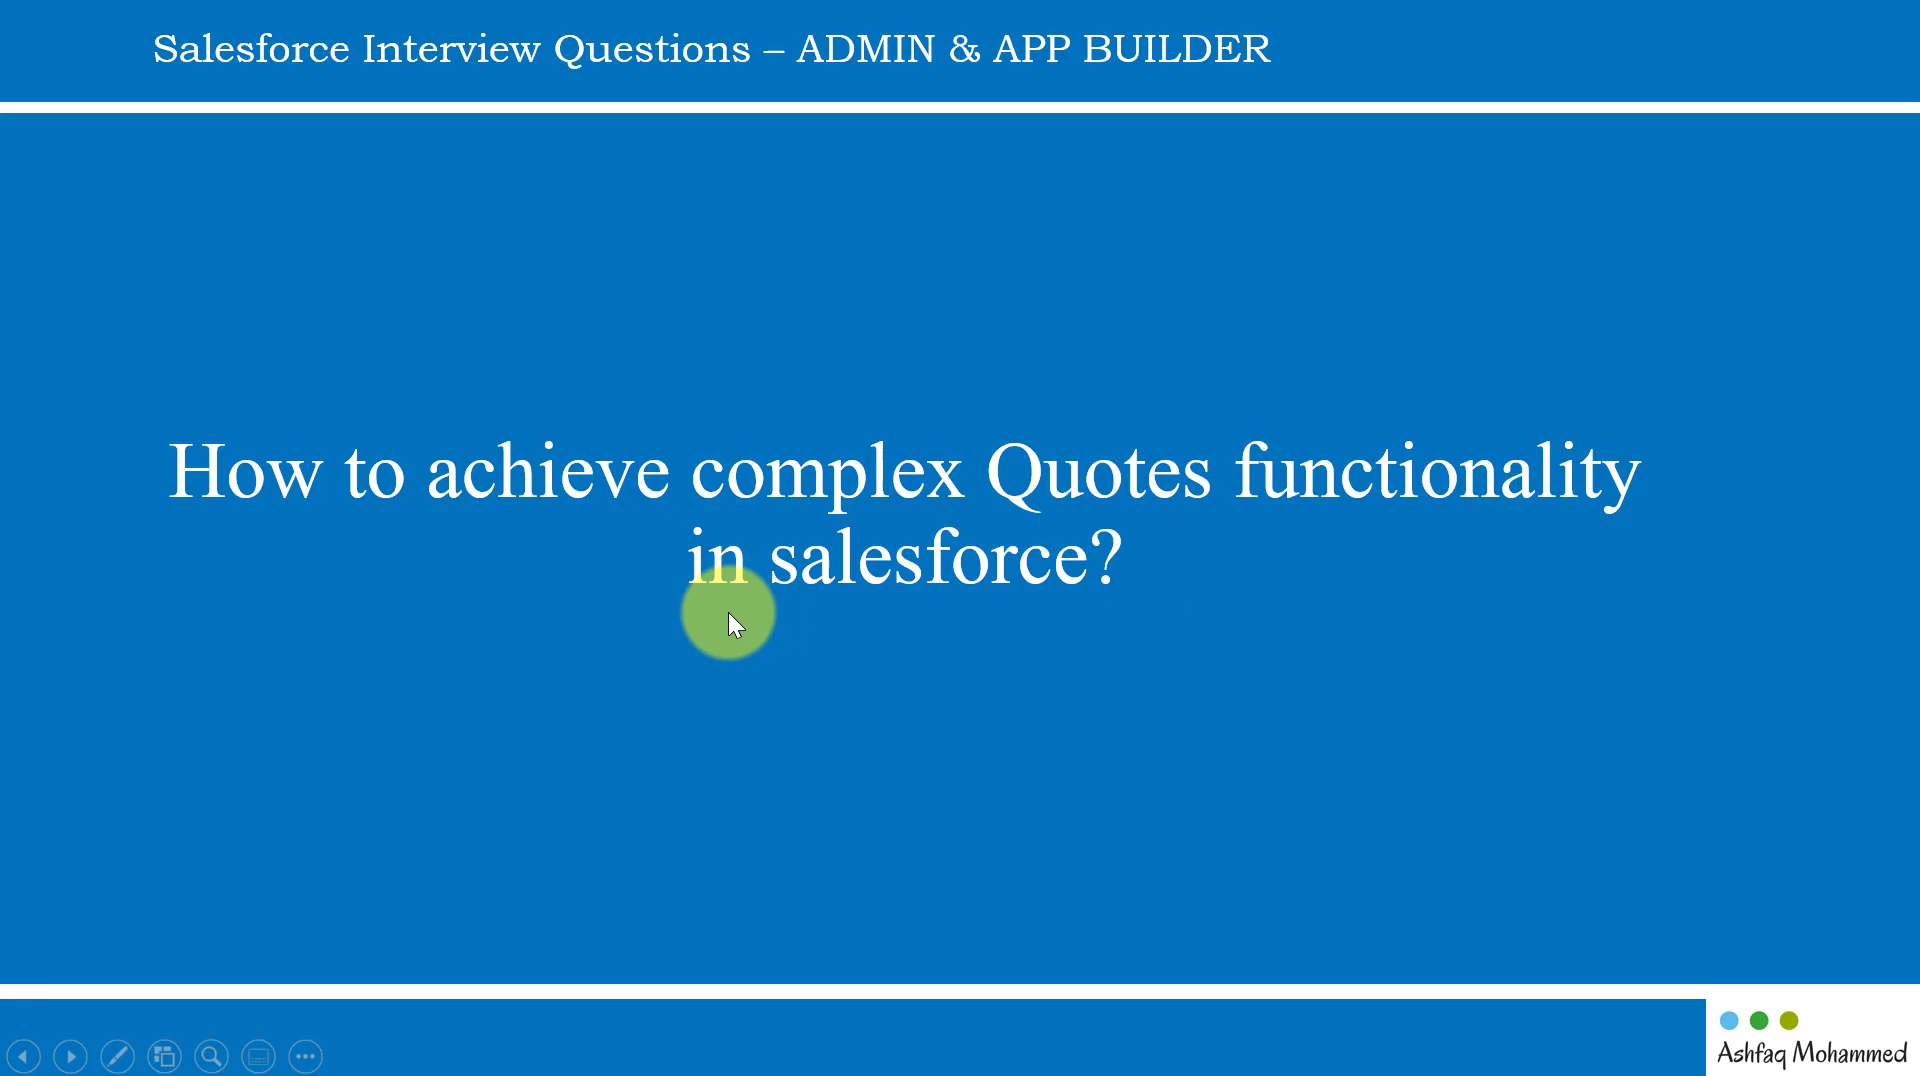 Salesforce Interview Questions – ADMIN & APP BUILDER
How to achieve complex Quotes functionality
in salesforce?
Ashfaq Mohammed